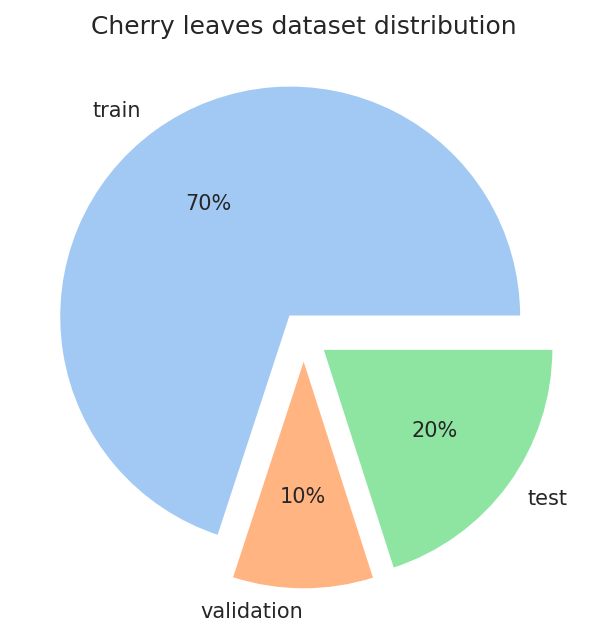 Cherry leaves dataset distribution
train
70%
20%
10%
test
validation